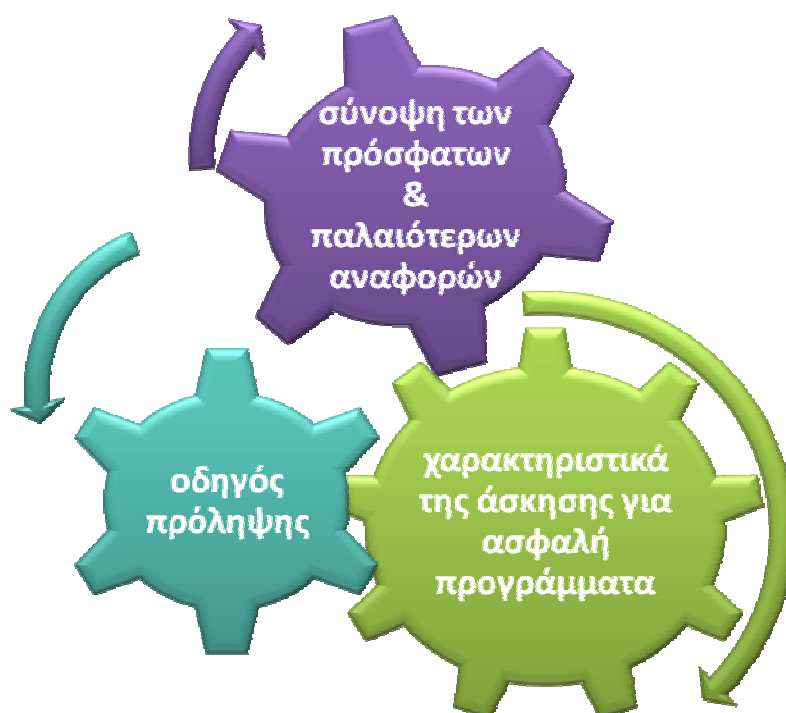 σύνοψη των
πρόσφατων
&
παλαιότερων
αναφορών
οδηγός
πρόληψης
χαρακτηριστικά
της άσκησης για
ασφαλή
προγράμματα